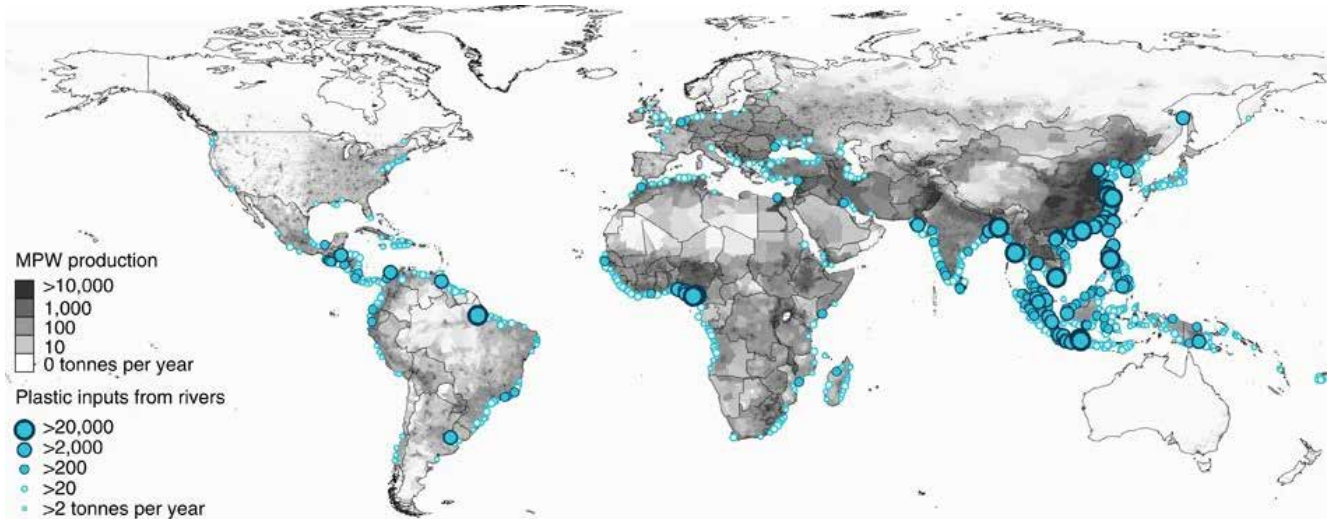 MPW production
>10,000
1,000
100
10
0 tonnes per year
Plastic inputs from rivers
>20,000
>2,000
>200
>20
>2 tonnes per year